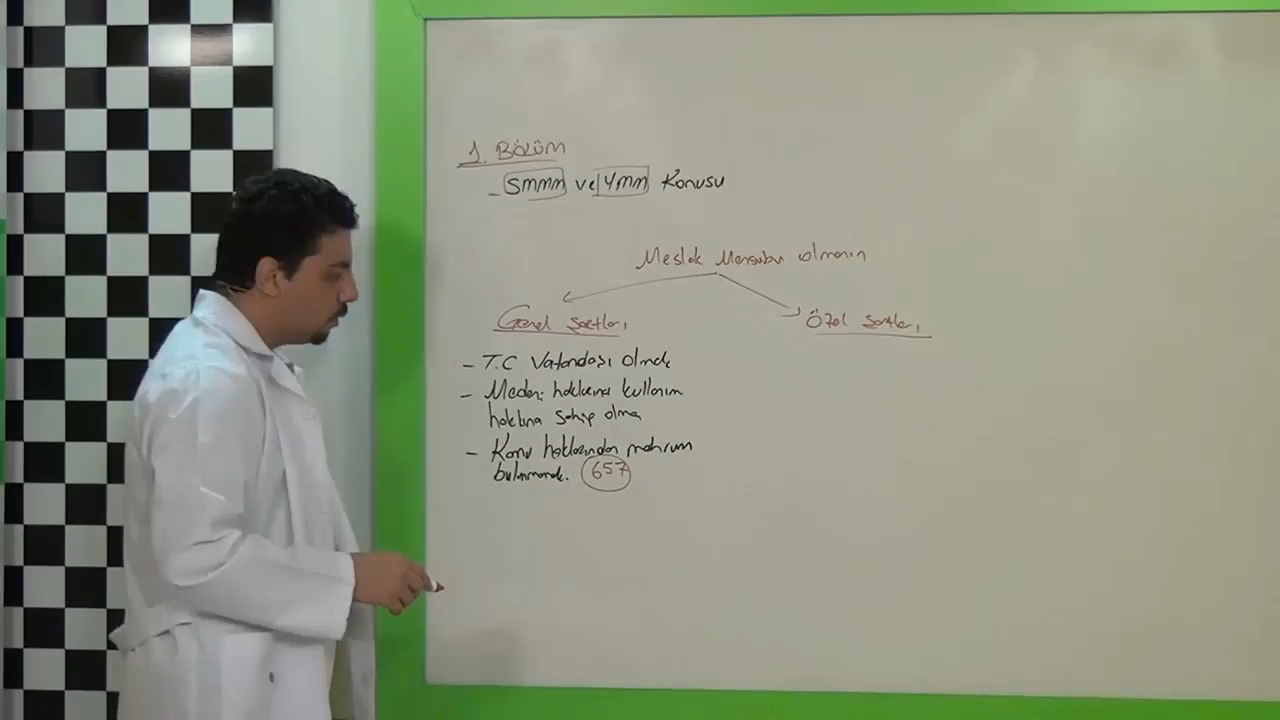 1. BÖLÜM
- SMMM ve YMM Konusu
Meslek Mensubu olmanın
Genel Şartları
Özel Şartları
- T.C Vatandaşı olmak
- Medeni haklarını kullanım
hakkına sahip olma
- Kamu haklarından mahrum
bulunmamak. 657